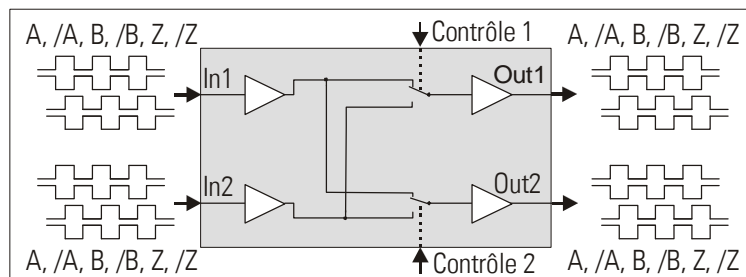 A, /A, B, /B, Z, /Z
Contrôle 1
A, /A, B, /B, Z, /Z
In1
Out1
In2
Out2
A, /A, B, /B, Z, /Z
Contrôle 2
A, /A, B, /B, Z, /Z